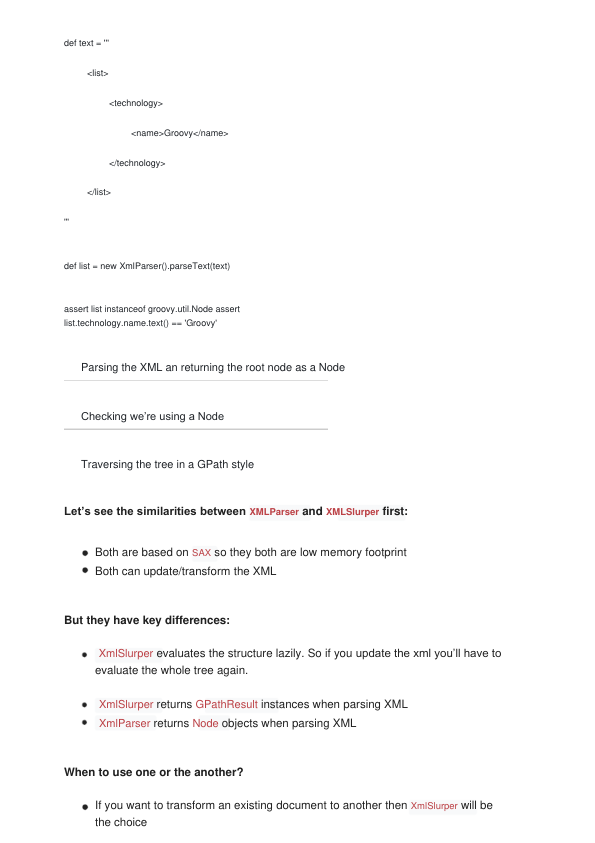 def text = '''
<list>
<technology>
<name>Groovy</name>
</technology>
</list>
'''
def list = new XmlParser().parseText(text)
assert list instanceof groovy.util.Node assert
list.technology.name.text() == 'Groovy'
Parsing the XML an returning the root node as a Node
Checking we’re using a Node
Traversing the tree in a GPath style
Let’s see the similarities between XMLParser and XMLSlurper first:
● Both are based on SAX so they both are low memory footprint
● Both can update/transform the XML
But they have key differences:
● XmlSlurper evaluates the structure lazily. So if you update the xml you’ll have to
evaluate the whole tree again.
● XmlSlurper returns GPathResult instances when parsing XML
● XmlParser returns Node objects when parsing XML
When to use one or the another?
● If you want to transform an existing document to another then XmlSlurper will be
the choice